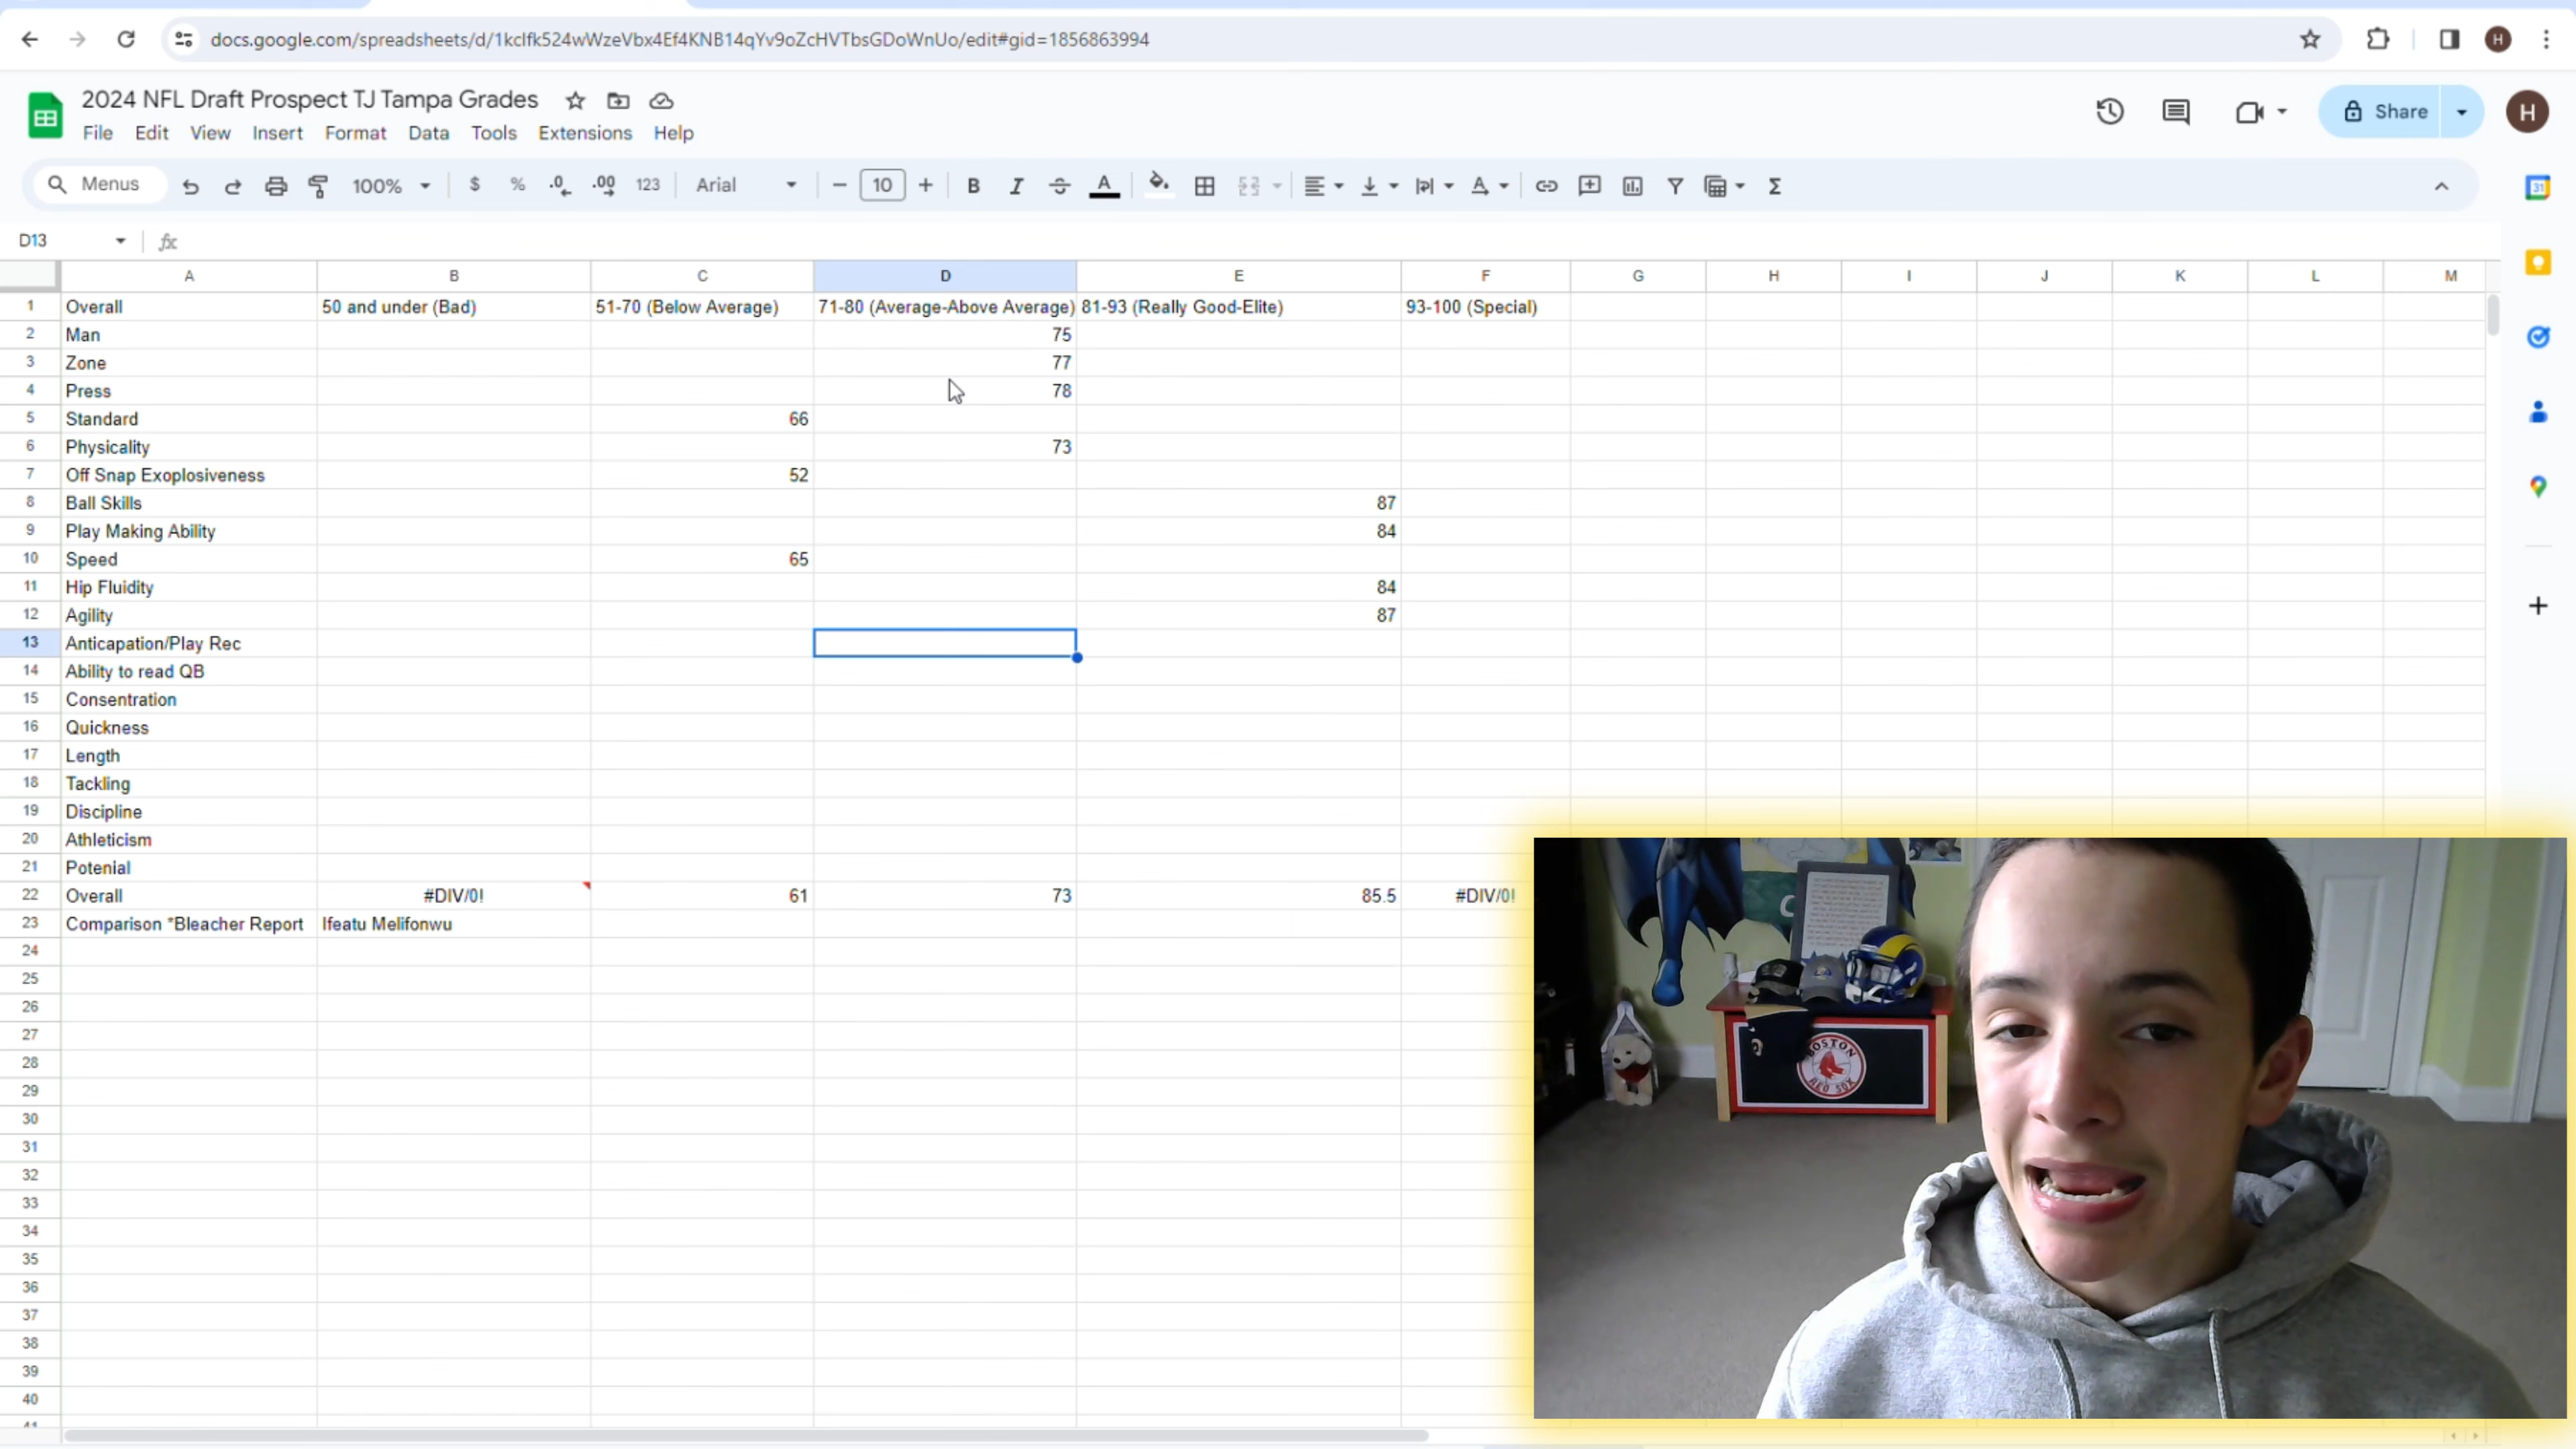 docs.google.com/spreadsheets/d/1kclfk524wWzeVbx4Ef4KNB14qYv9oZcHVTbsGDoWnUo/edit#gid=1856863994
H
2024 NFL Draft Prospect TJ Tampa Grades
File Edit View Insert Format Data Tools Extensions Help
Share
H
Menus 100% $ % .0 .00 123 Arial 10 B I A
31
D13 fx
A B C D E F G H I J K L M
1 Overall 50 and under (Bad) 51-70 (Below Average) 71-80 (Average-Above Average) 81-93 (Really Good-Elite) 93-100 (Special)
2 Man 75
3 Zone 77
4 Press 78
5 Standard 66
6 Physicality 73
7 Off Snap Exoplosiveness 52
8 Ball Skills 87
9 Play Making Ability 84
10 Speed 65
11 Hip Fluidity 84
12 Agility 87
13 Anticapation/Play Rec
14 Ability to read QB
15 Consentration
16 Quickness
17 Length
18 Tackling
19 Discipline
20 Athleticism
21 Potenial
22 Overall #DIV/0! 61 73 85.5 #DIV/0!
23 Comparison *Bleacher Report Ifeatu Melifonwu
24
25
26
27
28
29
30
31
32
33
34
35
36
37
38
39
40
41
BOSTON
RED SOX